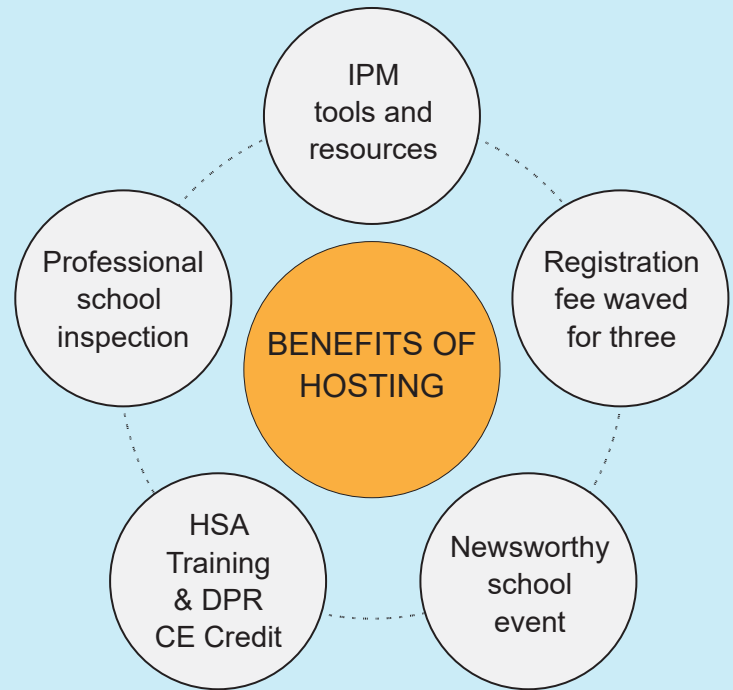 IPM
tools and
resources
Professional
school
inspection
Registration
fee waved
for three
BENEFITS OF
HOSTING
HSA
Training
& DPR
CE Credit
Newsworthy
school
event